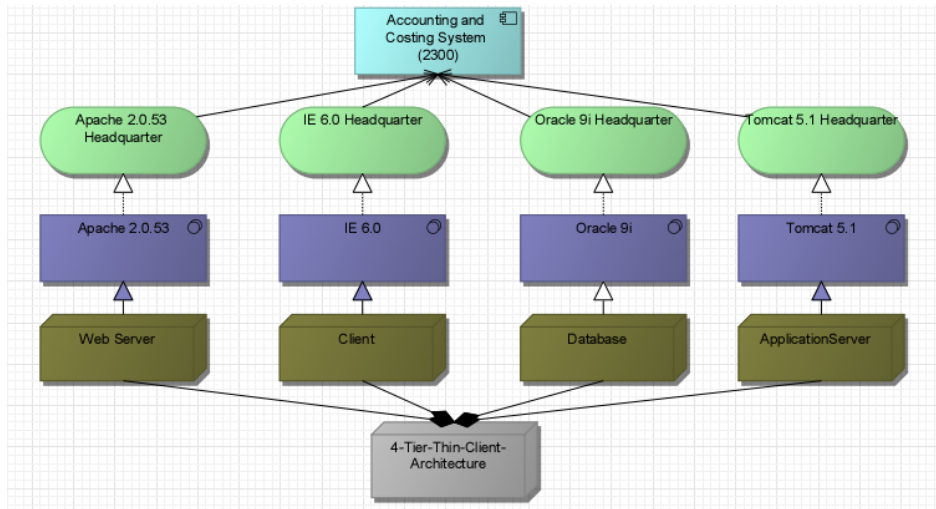 Accounting and
Costing System
(2300)
Apache 2.0.53
Headquarter
IE 6.0 Headquarter
Oracle 9i Headquarter
Tomcat 5.1 Headquarter
Apache 2.0.53
IE 6.0
Oracle 9i
Tomcat 5.1
Web Server
Client
Database
ApplicationServer
4-Tier-Thin-Client-
Architecture